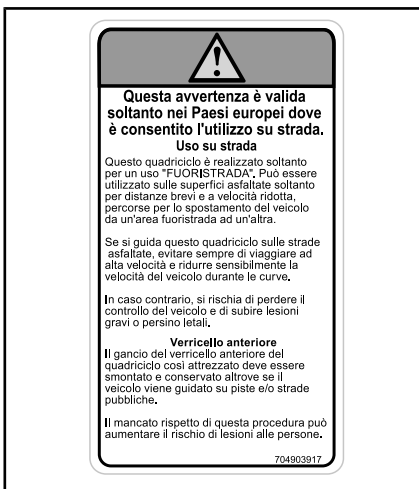 Questa avvertenza è valida
soltanto nei Paesi europei dove
è consentito l'utilizzo su strada.
Uso su strada
Questo quadriciclo è realizzato soltanto
per un uso "FUORISTRADA". Può essere
utilizzato sulle superfici asfaltate soltanto
per distanze brevi e a velocità ridotta,
percorse per lo spostamento del veicolo
da un'area fuoristrada ad un'altra.
Se si guida questo quadriciclo sulle strade
asfaltate, evitare sempre di viaggiare ad
alta velocità e ridurre sensibilmente la
velocità del veicolo durante le curve.
In caso contrario, si rischia di perdere il
controllo del veicolo e di subire lesioni
gravi o persino letali.
Verricello anteriore
Il gancio del verricello anteriore del
quadriciclo così attrezzato deve essere
smontato e conservato altrove se il
veicolo viene guidato su piste e/o strade
pubbliche.
Il mancato rispetto di questa procedura può
aumentare il rischio di lesioni alle persone.
704903917